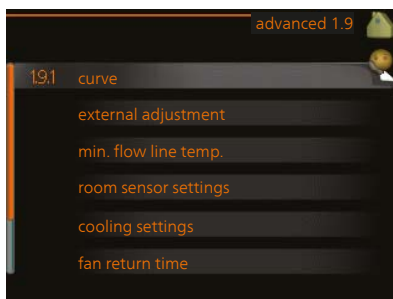 advanced 1.9
1.9.1 curve
external adjustment
min. flow line temp.
room sensor settings
cooling settings
fan return time